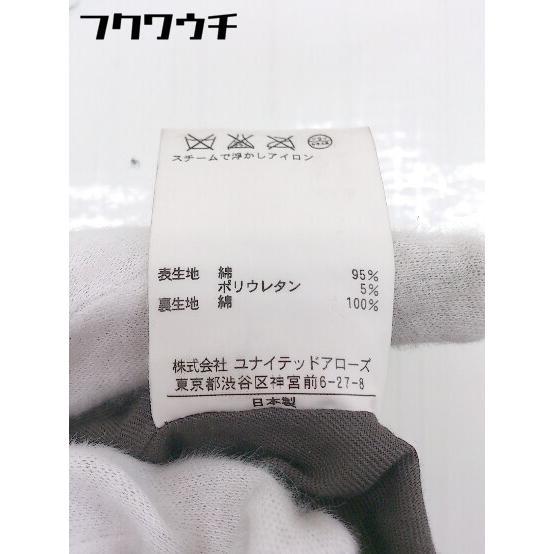 フクワウチ
スチームで浮かしアイロン
表生地 綿 95%
ポリウレタン 5%
裏生地 綿 100%
株式会社 ユナイテッドアローズ
東京都渋谷区神宮前6-27-8
日本製